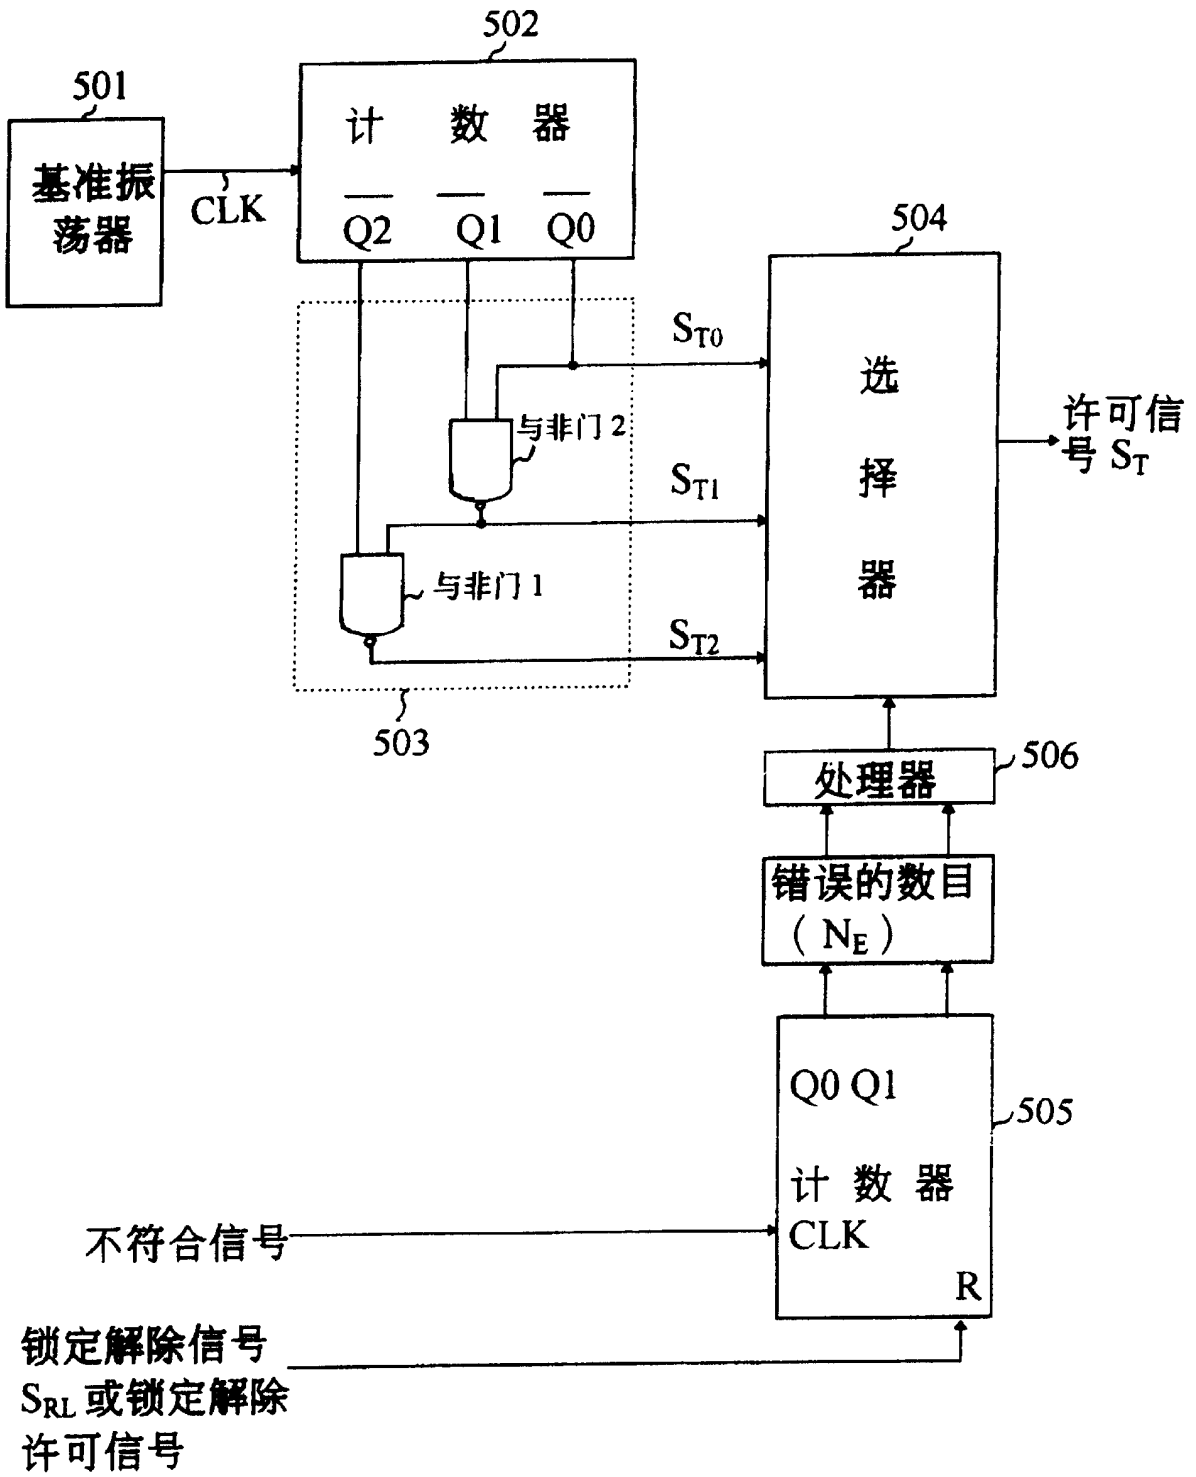 502
501
计 数 器
基准振
荡器
CLK
Q2 Q1 Q0
504
S_T0
选
择
器
与非门 2
许可信
号 S_T
S_T1
与非门 1
S_T2
503
处理器
506
错误的数目
( N_E )
Q0 Q1
505
计 数 器
不符合信号
CLK
R
锁定解除信号
S_RL 或锁定解除
许可信号